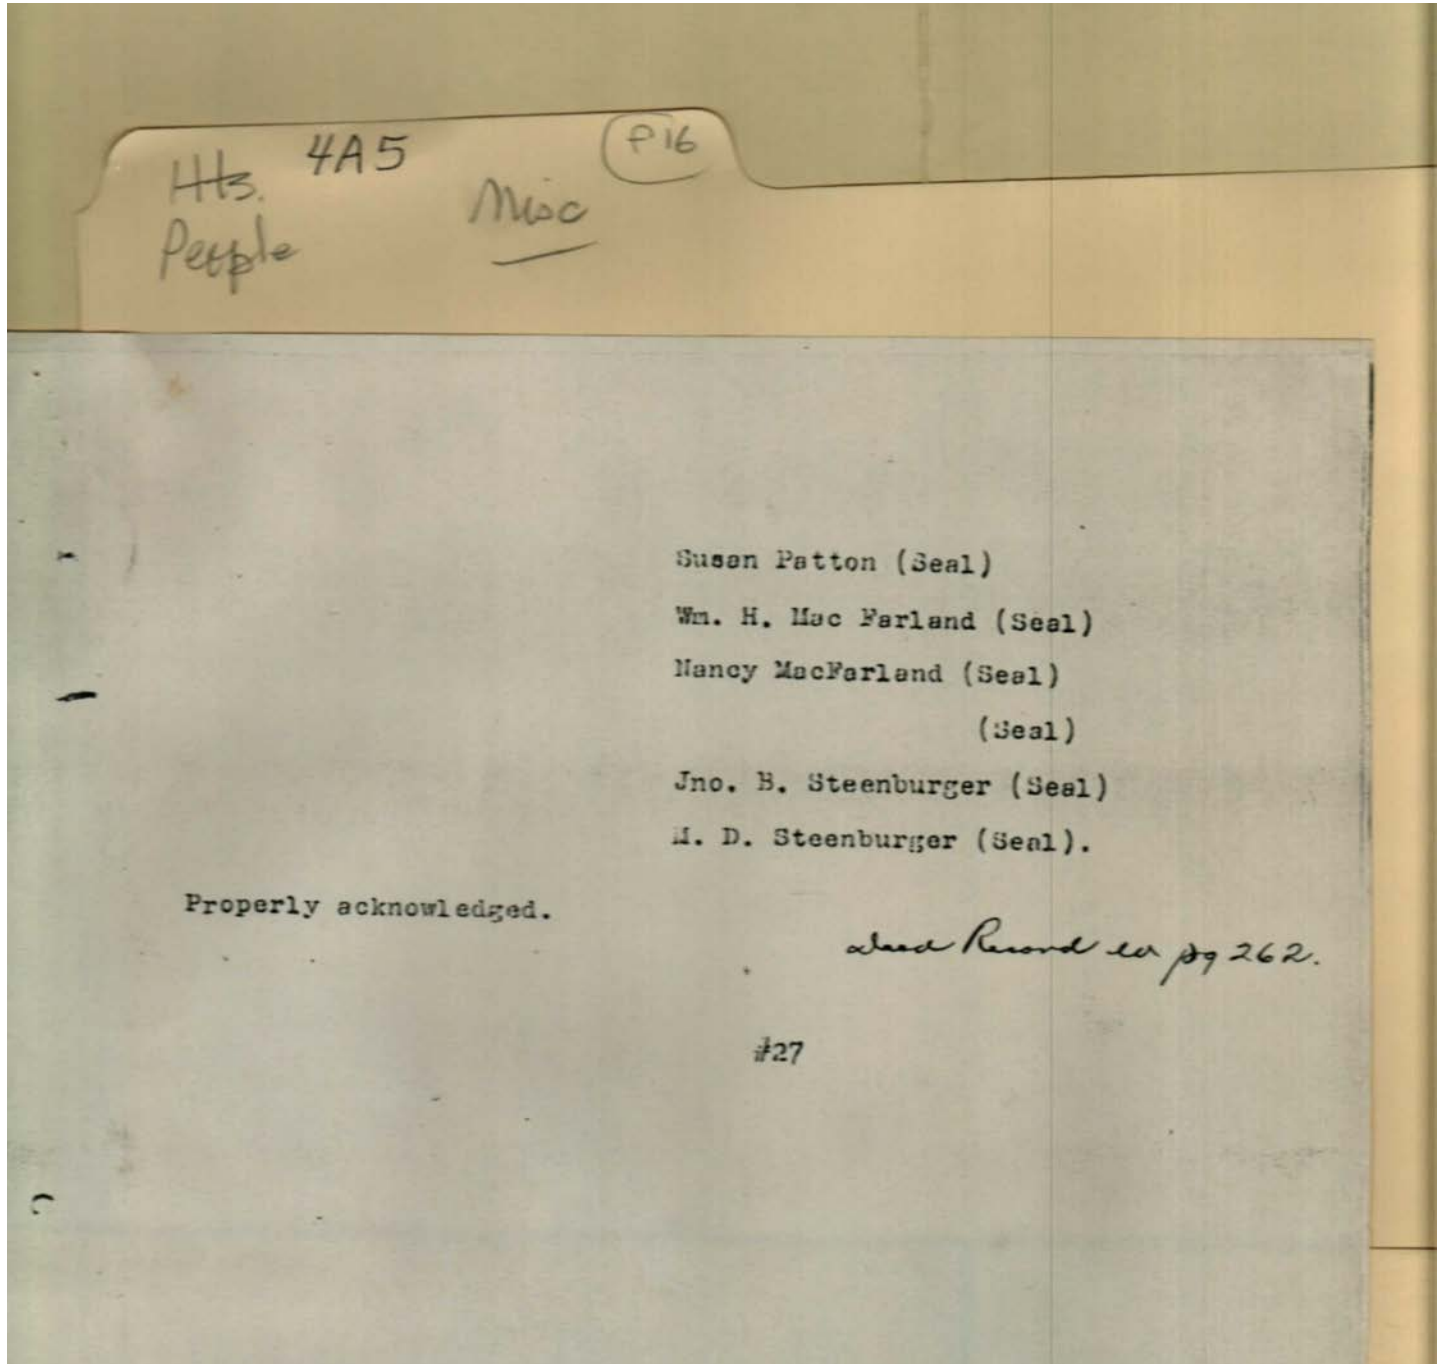 4A5
P16
Hts.
Misc
People
Susan Patton (Seal)
Wm. H. Mac Farland (Seal)
Nancy MacFarland (Seal)
(Seal)
Jno. B. Steenburger (Seal)
M. D. Steenburger (Seal).
Properly acknowledged.
Deed Record pg 262.
#27